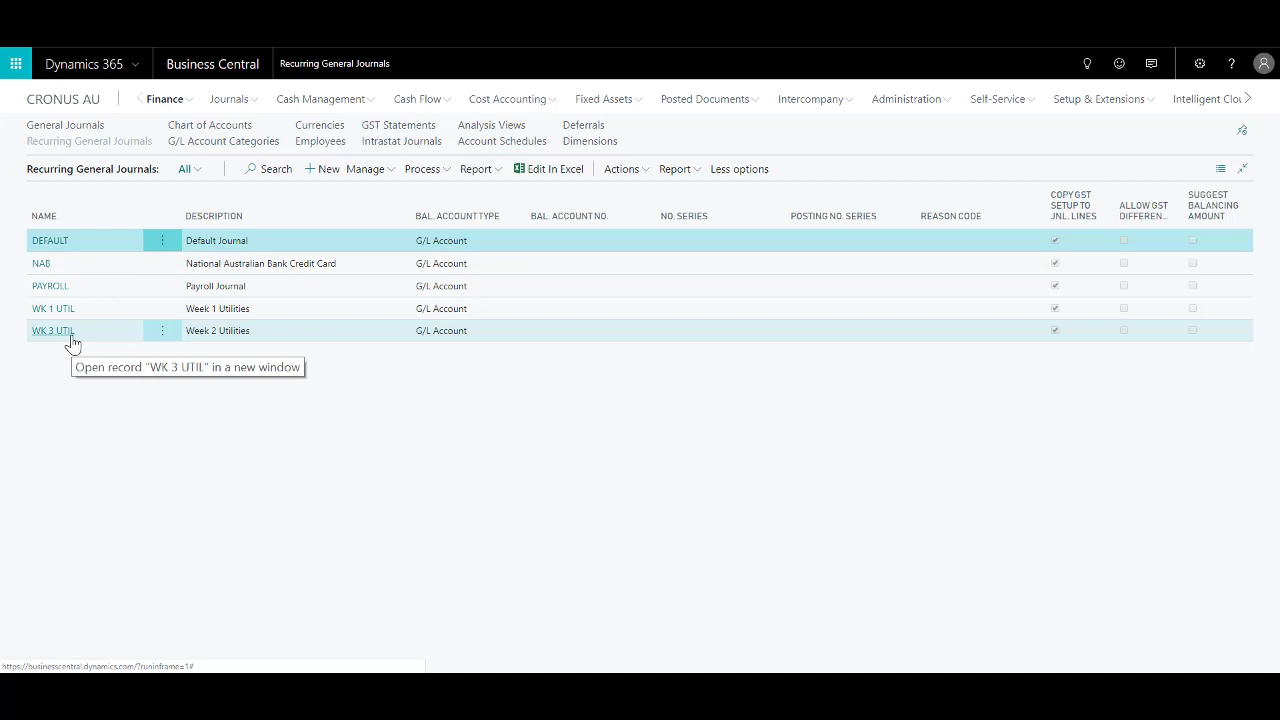 Dynamics 365 Business Central Recurring General Journals ?
CRONUS AU Finance Journals Cash Management Cash Flow Cost Accounting Fixed Assets Posted Documents Intercompany Administration Self-Service Setup & Extensions Intelligent Clou
General Journals Chart of Accounts Currencies GST Statements Analysis Views Deferrals
Recurring General Journals G/L Account Categories Employees Intrastat Journals Account Schedules Dimensions
Recurring General Journals: All Search + New Manage Process Report Edit In Excel Actions Report Less options
NAME DESCRIPTION BAL. ACCOUNT TYPE BAL. ACCOUNT NO. NO. SERIES POSTING NO. SERIES REASON CODE COPY GST SETUP TO JNL. LINES ALLOW GST DIFFEREN... SUGGEST BALANCING AMOUNT
DEFAULT Default Journal G/L Account
NAB National Australian Bank Credit Card G/L Account
PAYROLL Payroll Journal G/L Account
WK 1 UTIL Week 1 Utilities G/L Account
WK 3 UTIL Week 2 Utilities G/L Account
Open record "WK 3 UTIL" in a new window
https://businesscentral.dynamics.com/?runinframe=1#